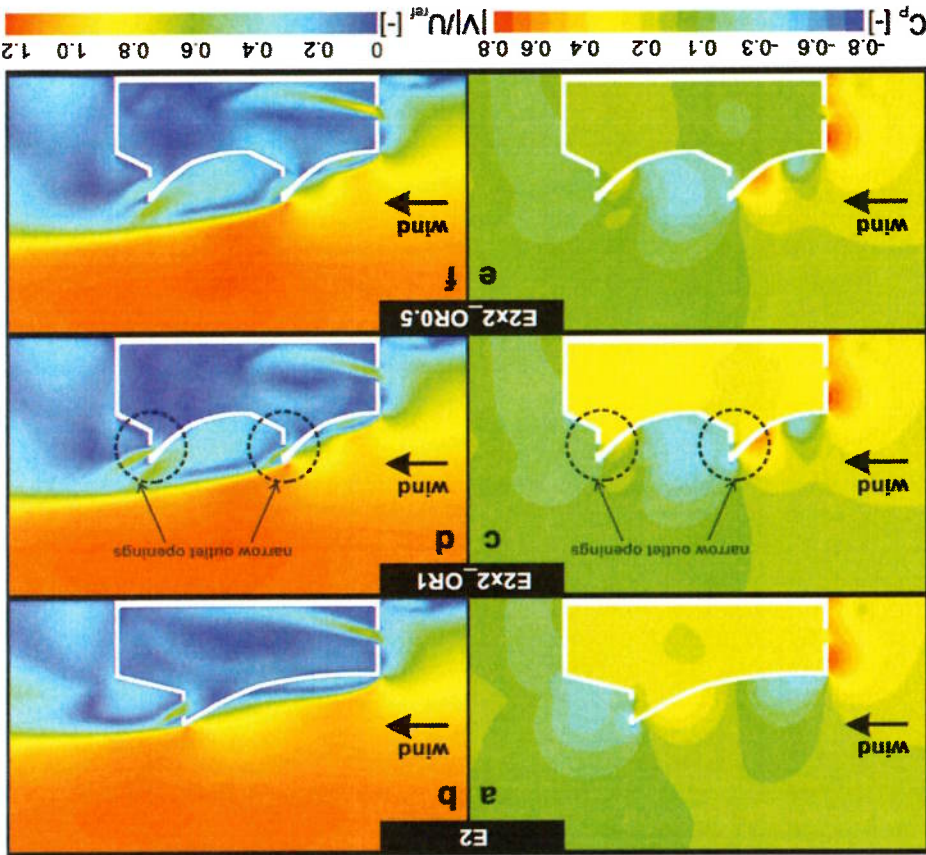 E2
a
b
wind
wind
E2x2_OR1
c
d
narrow outlet openings
narrow outlet openings
wind
wind
E2x2_OR0.5
e
f
wind
wind
-0.8 -0.6 -0.3 0.1 0.2 0.4 0.6 0.8
0 0.2 0.4 0.6 0.8 1.0 1.2
Cp [-]
|V|/Uref [-]